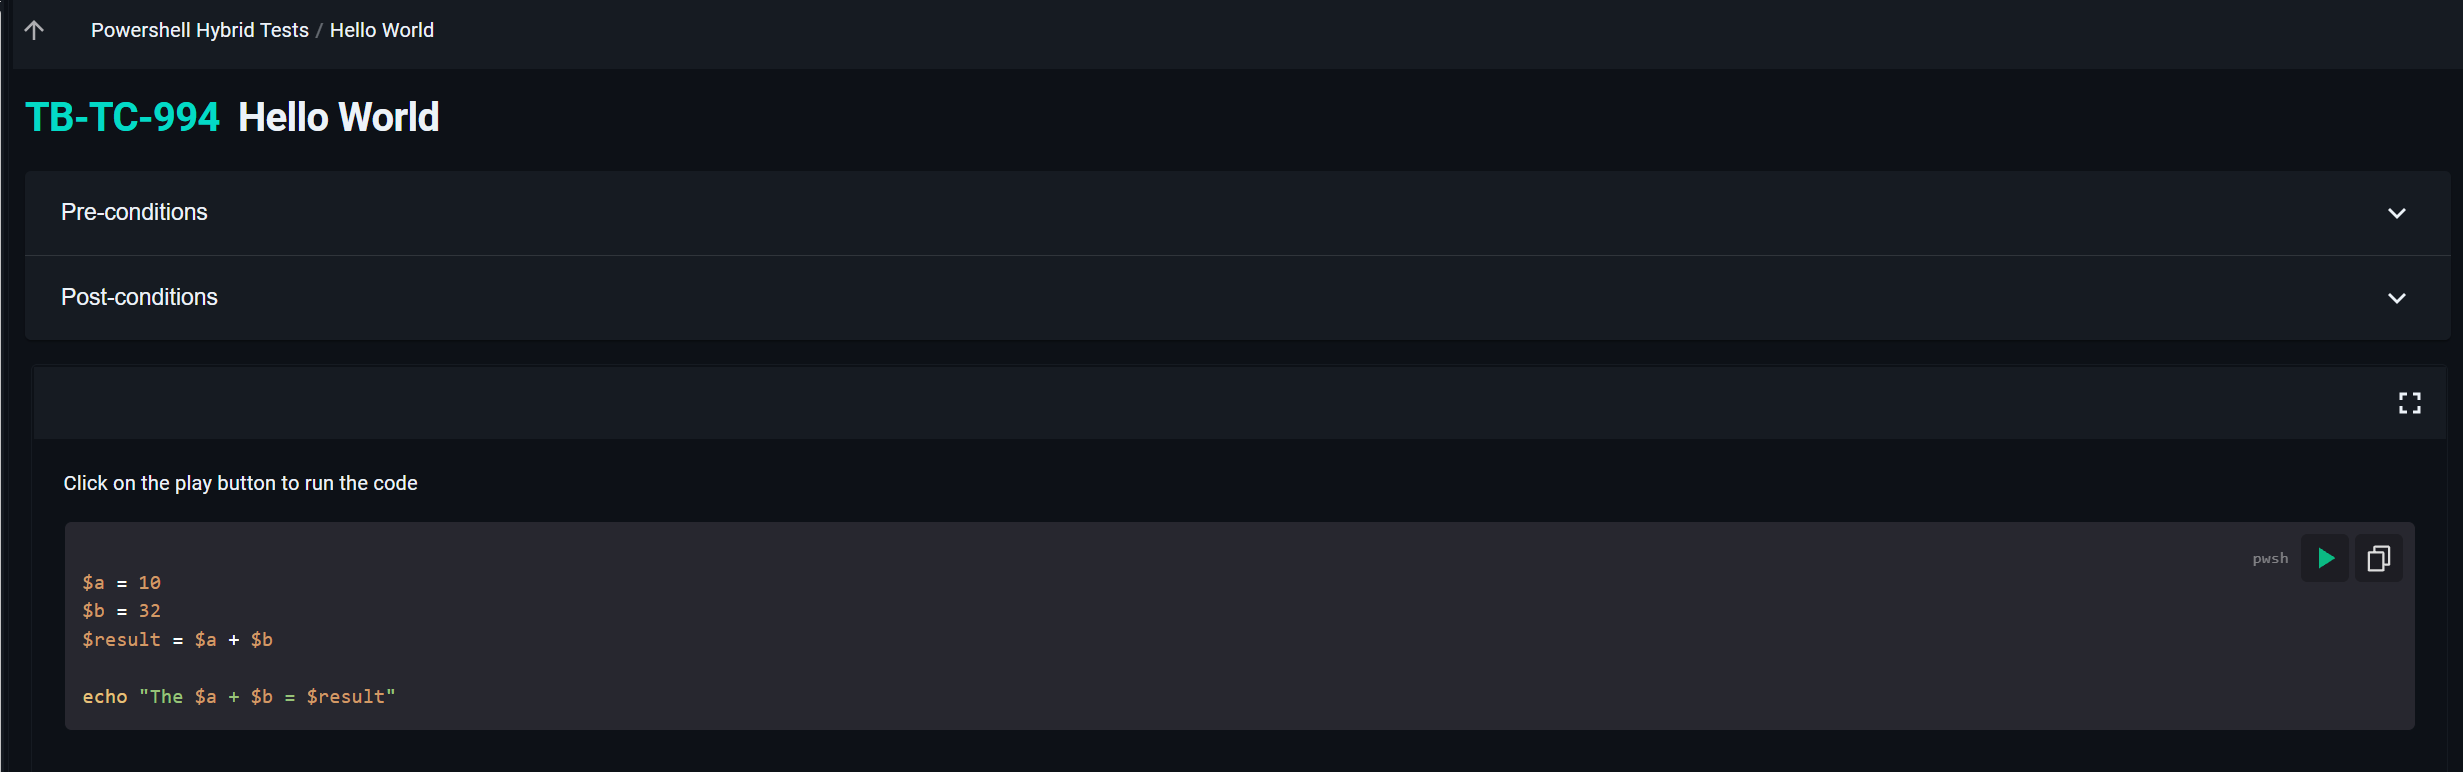 Powershell Hybrid Tests / Hello World
TB-TC-994 Hello World
Pre-conditions
Post-conditions
Click on the play button to run the code
pwsh
$a = 10
$b = 32
$result = $a + $b
echo "The $a + $b = $result"